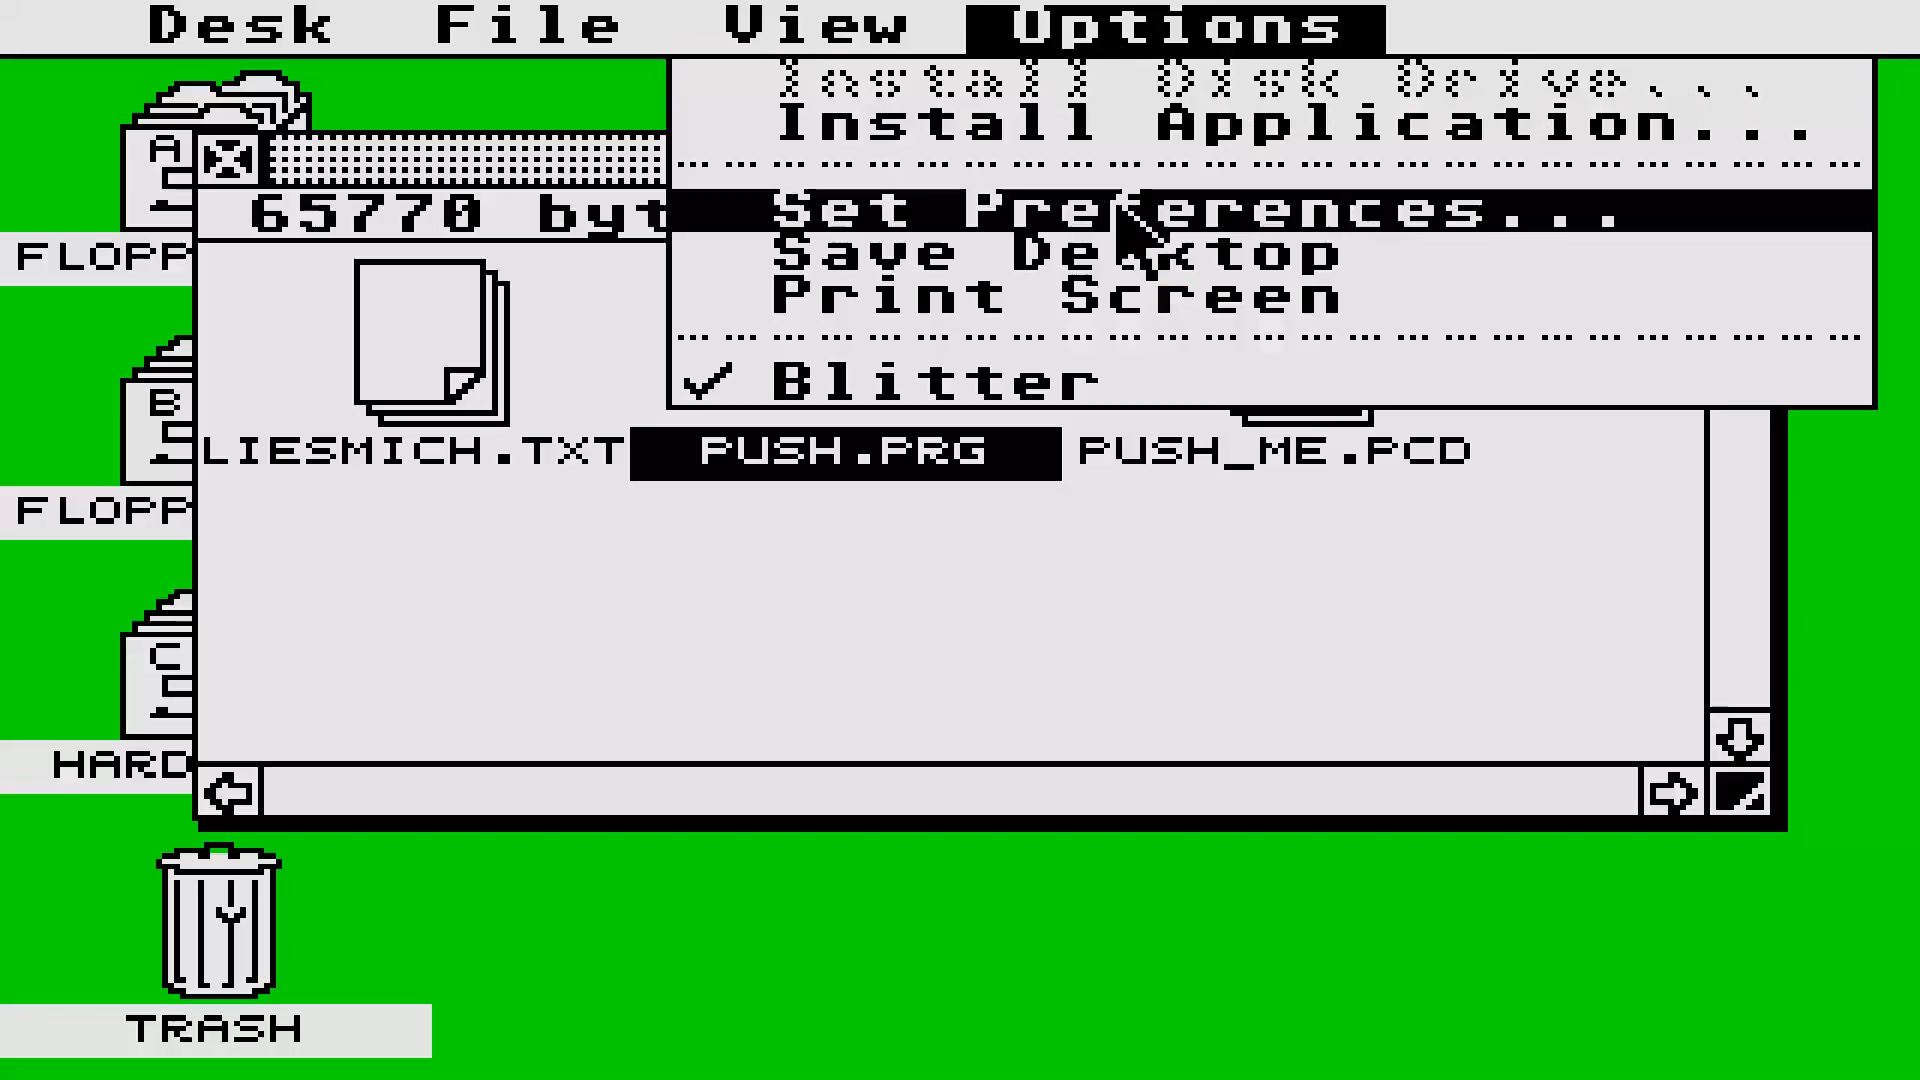 Desk File View Options
Install Disk Drive...
Install Application...
Set Preferences...
Save Desktop
Print Screen
✓ Blitter
A
65770 byt
FLOPP
LIESMICH.TXT PUSH.PRG PUSH_ME.PCD
B
FLOPP
C
HARD
TRASH